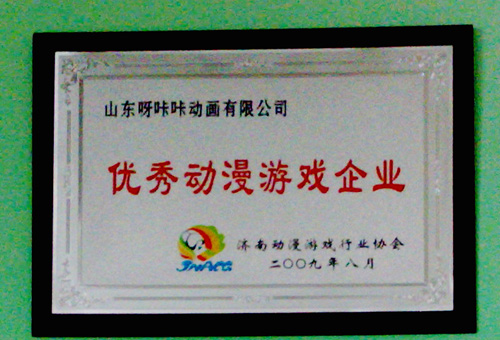 山东呀咔咔动画有限公司
优秀动漫游戏企业
JNACG
济南动漫游戏行业协会
二〇〇九年八月